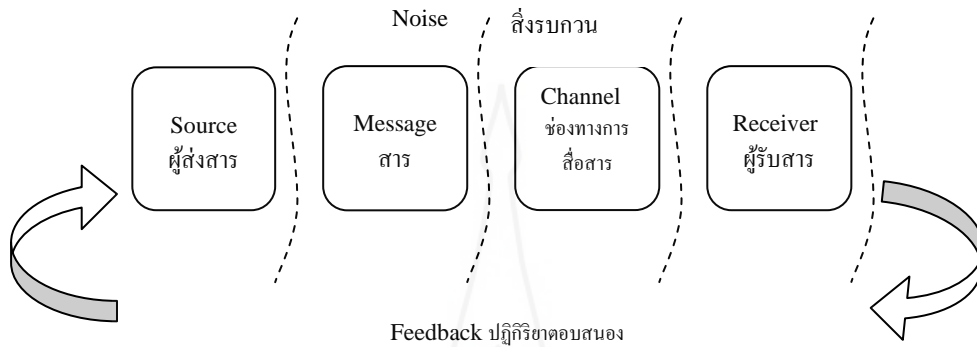 Noise สิ่งรบกวน
Source
ผู้ส่งสาร
Message
สาร
Channel
ช่องทางการ
สื่อสาร
Receiver
ผู้รับสาร
Feedback ปฏิกิริยาตอบสนอง